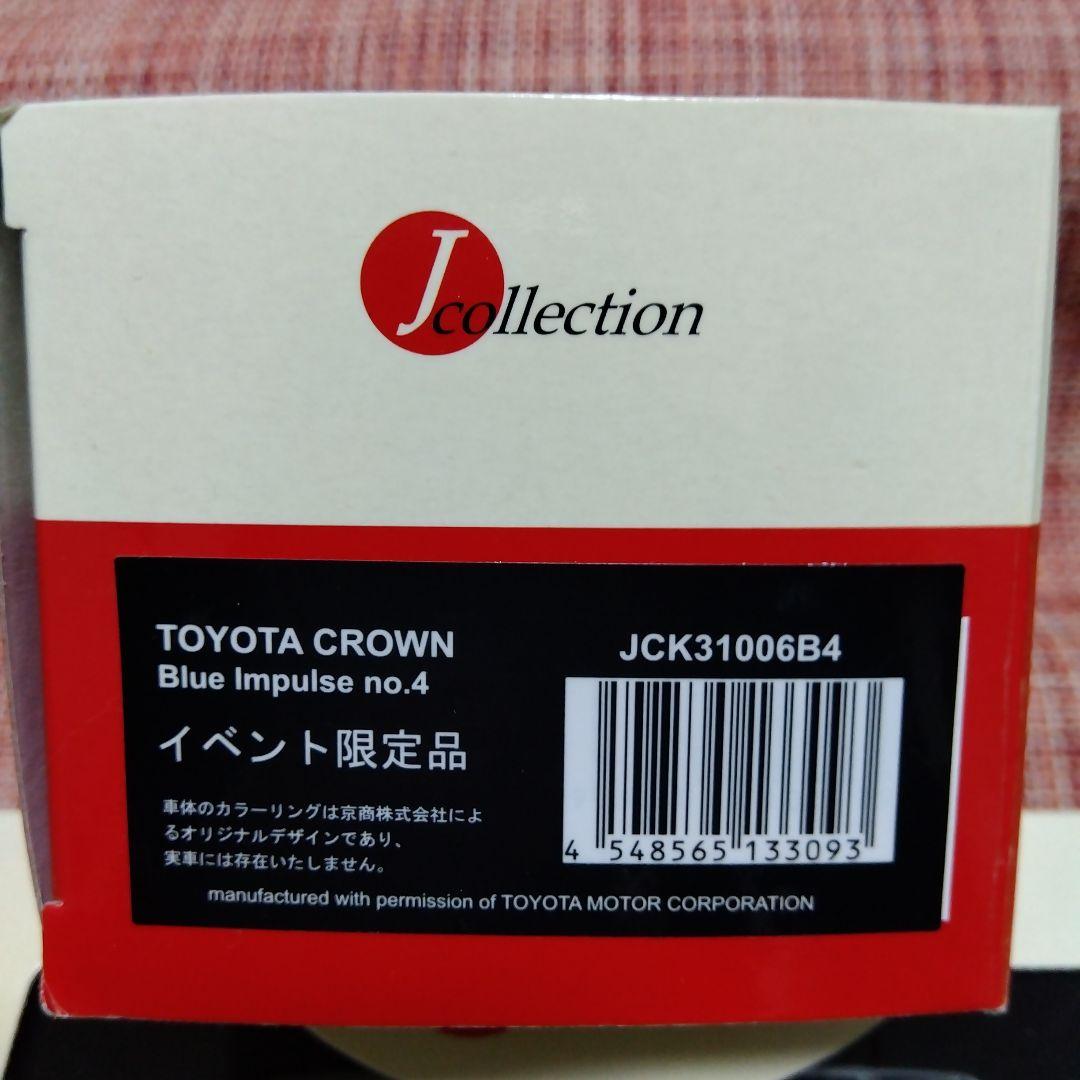 Jcollection
TOYOTA CROWN
Blue Impulse no.4
イベント限定品
車体のカラーリングは京商株式会社によ
るオリジナルデザインであり、
実車には存在いたしません。
JCK31006B4
4 548565 133093
manufactured with permission of TOYOTA MOTOR CORPORATION